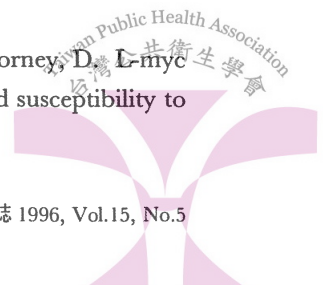 Taiwan Public Health Association
台灣公共衛生學會
orney, D. L-myc
d susceptibility to
誌 1996, Vol.15, No.5